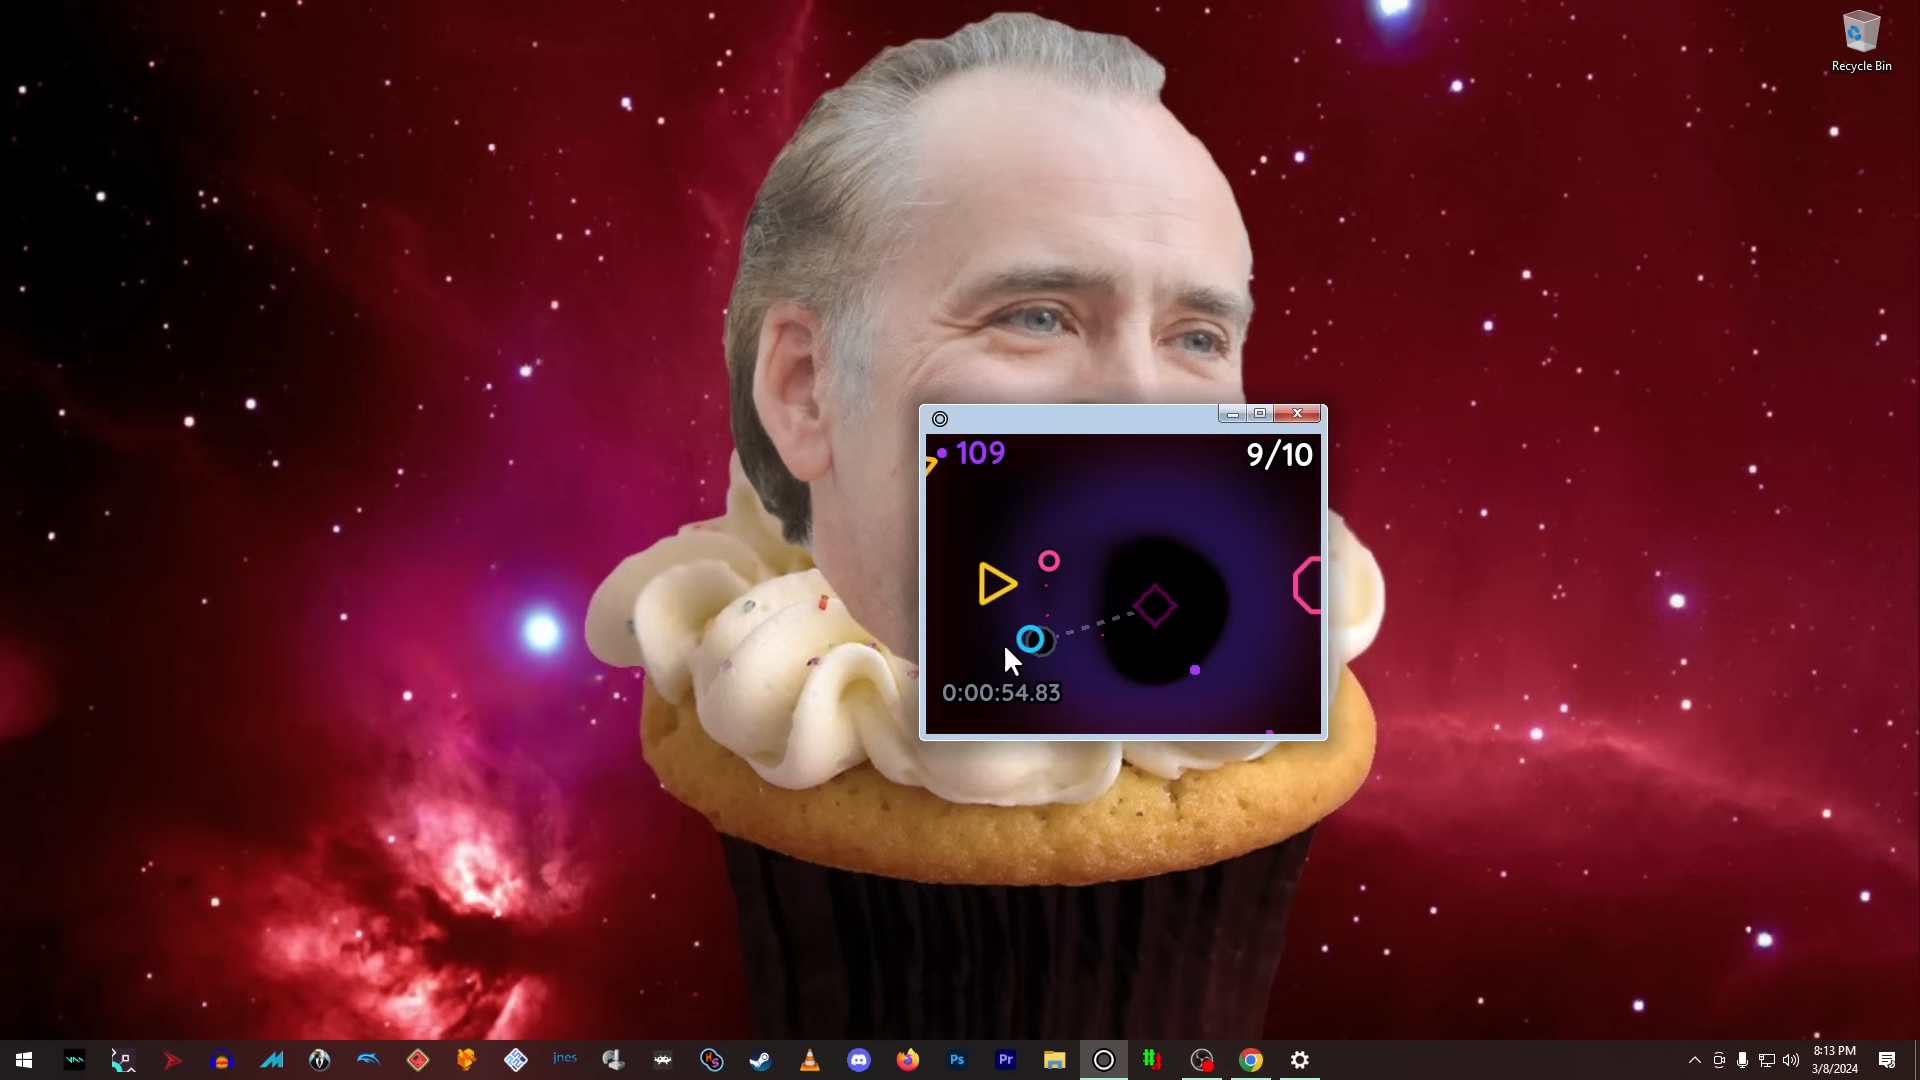 Recycle Bin
109
9/10
0:00:54.83
jnes
Ps
Pr
8:13 PM
3/8/2024